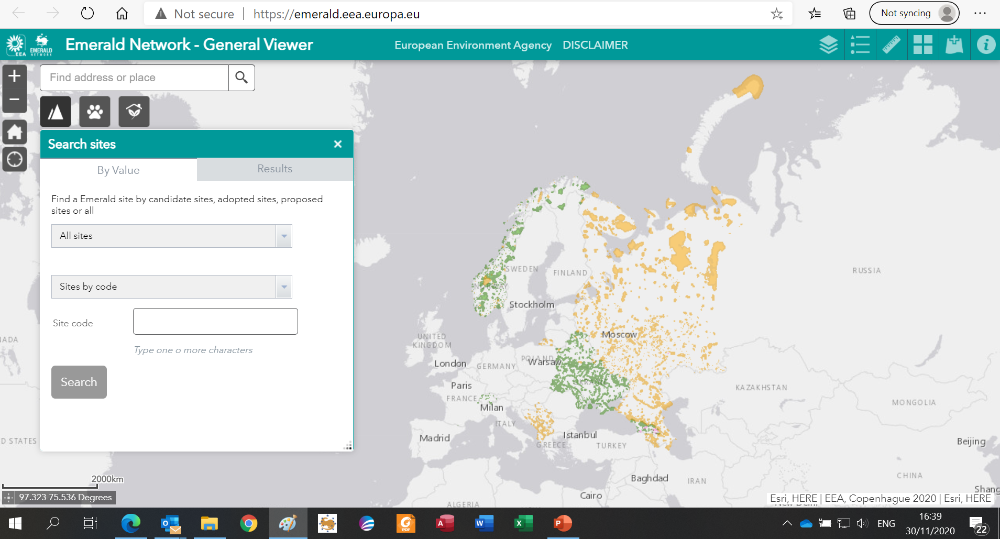 Not secure | https://emerald.eea.europa.eu
Not syncing
EEA
EMERALD
NETWORK
Emerald Network - General Viewer
European Environment Agency DISCLAIMER
Find address or place
Search sites
By Value
Results
Find a Emerald site by candidate sites, adopted sites, proposed
sites or all
All sites
Sites by code
Site code
Type one o more characters
Search
SWEDEN
FINLAND
RUSSIA
Stockholm
Moscow
UNITED
KINGDOM
London
GERMANY
POLAND
Warsaw
UKRAINE
Paris
FRANCE
Milan
KAZAKHSTAN
MONGOLIA
ITALY
Madrid
Istanbul
GREECE
TURKEY
Beijing
Baghdad
IRAN
CHINA
Shang
Cairo
ALGERIA
NADA
D STATES
2000km
97.323 75.536 Degrees
Esri, HERE | EEA, Copenhague 2020 | Esri, HERE
ENG
16:39
30/11/2020
22